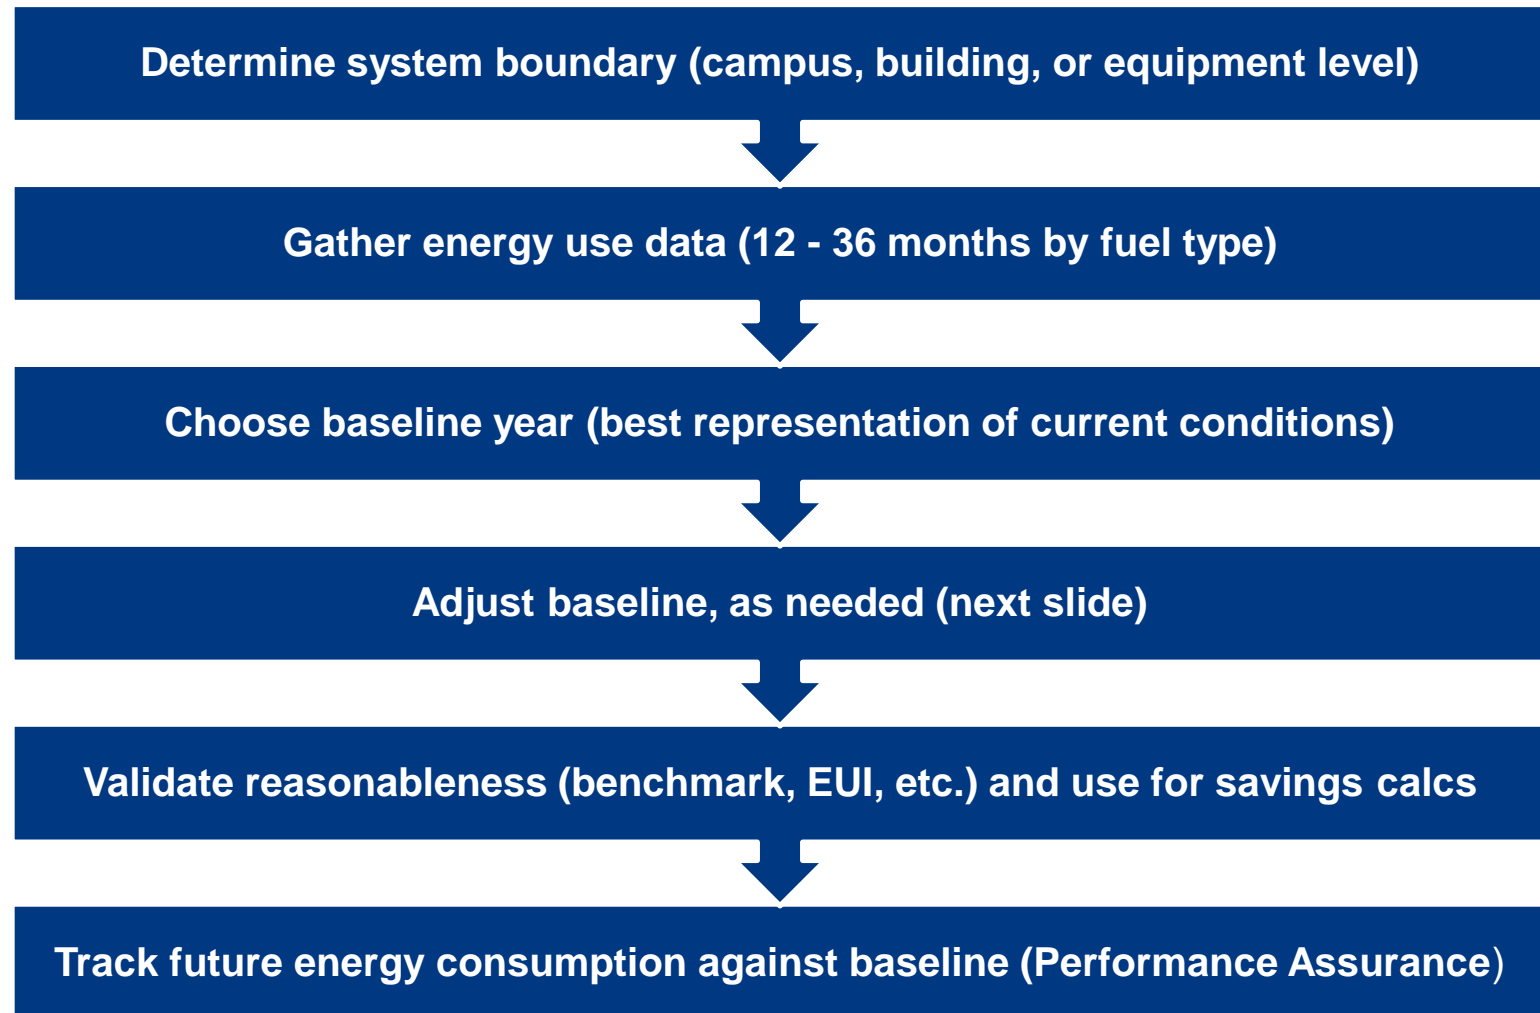 Determine system boundary (campus, building, or equipment level)
Gather energy use data (12 - 36 months by fuel type)
Choose baseline year (best representation of current conditions)
Adjust baseline, as needed (next slide)
Validate reasonableness (benchmark, EUI, etc.) and use for savings calcs
Track future energy consumption against baseline (Performance Assurance)